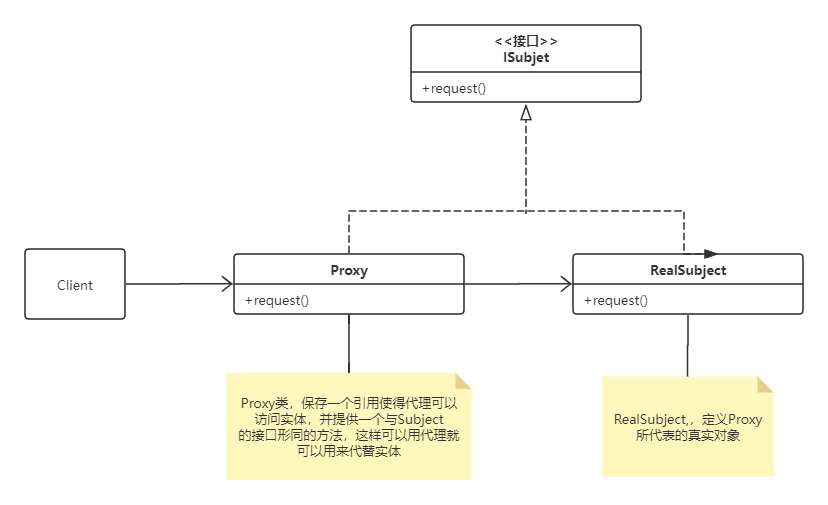 <<接口>>
ISubjet
+request()
Client
Proxy
+request()
RealSubject
+request()
Proxy类，保存一个引用使得代理可以
访问实体，并提供一个与Subject
的接口形同的方法，这样可以用代理就
可以用来代替实体
RealSubject,，定义Proxy
所代表的真实对象